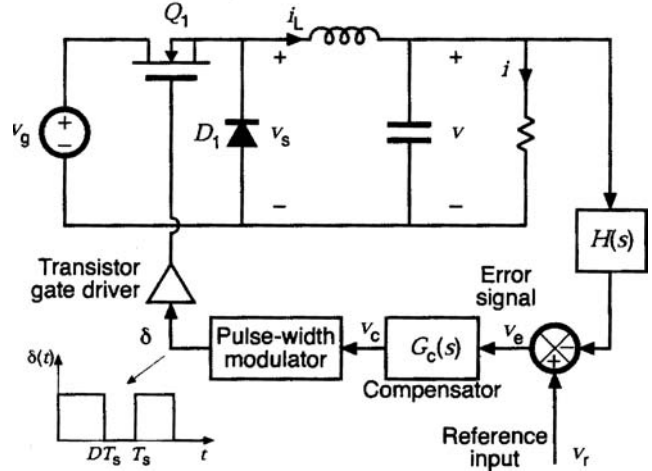 Q1
iL
i
vg
+
−
D1
+
vs
−
+
v
−
H(s)
Transistor
gate driver
Error
signal
δ
Pulse-width
modulator
vc
Gc(s)
Compensator
ve
−
+
δ(t)
DTs
Ts
t
Reference
input
vr